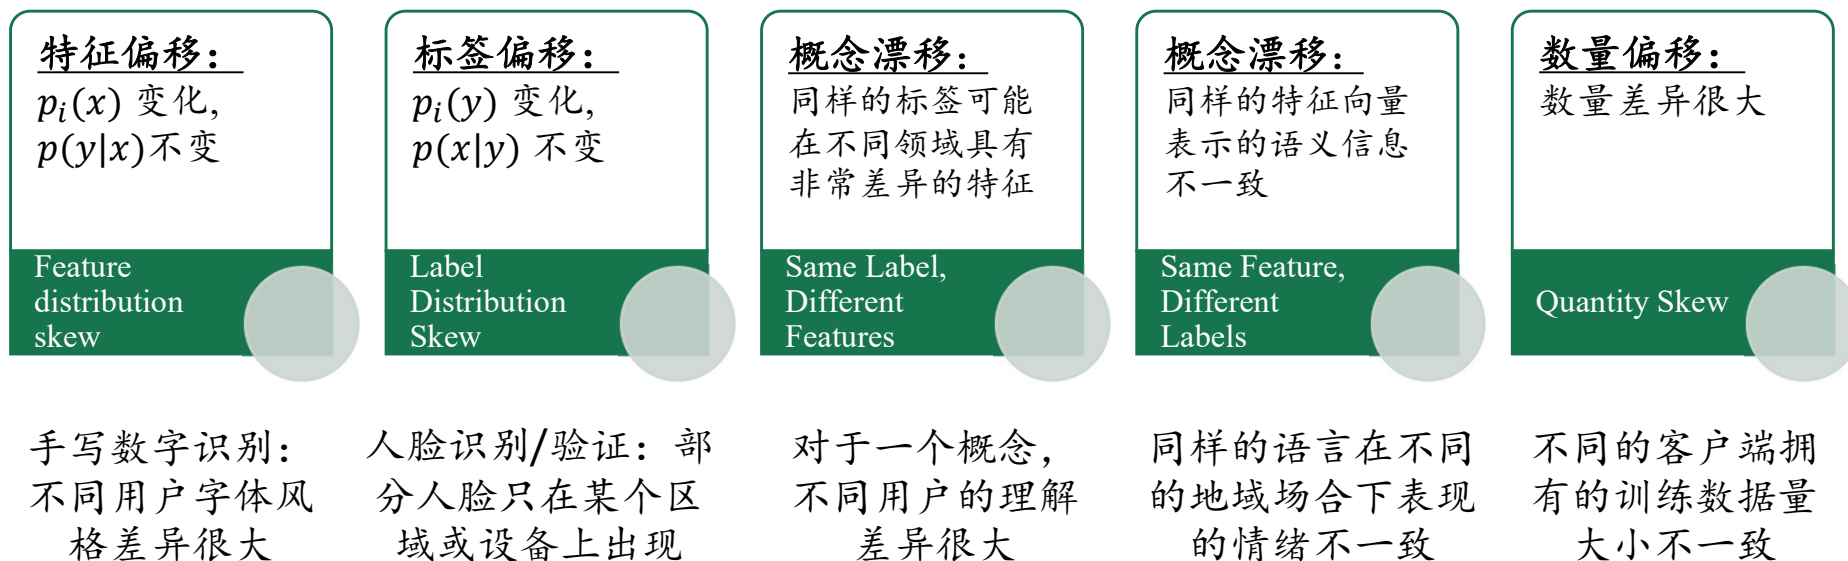 特征偏移：
p_i(x) 变化,
p(y|x)不变
Feature
distribution
skew
手写数字识别：
不同用户字体风
格差异很大
标签偏移：
p_i(y) 变化,
p(x|y) 不变
Label
Distribution
Skew
人脸识别/验证：部
分人脸只在某个区
域或设备上出现
概念漂移：
同样的标签可能
在不同领域具有
非常差异的特征
Same Label,
Different
Features
对于一个概念，
不同用户的理解
差异很大
概念漂移：
同样的特征向量
表示的语义信息
不一致
Same Feature,
Different
Labels
同样的语言在不同
的地域场合下表现
的情绪不一致
数量偏移：
数量差异很大
Quantity Skew
不同的客户端拥
有的训练数据量
大小不一致